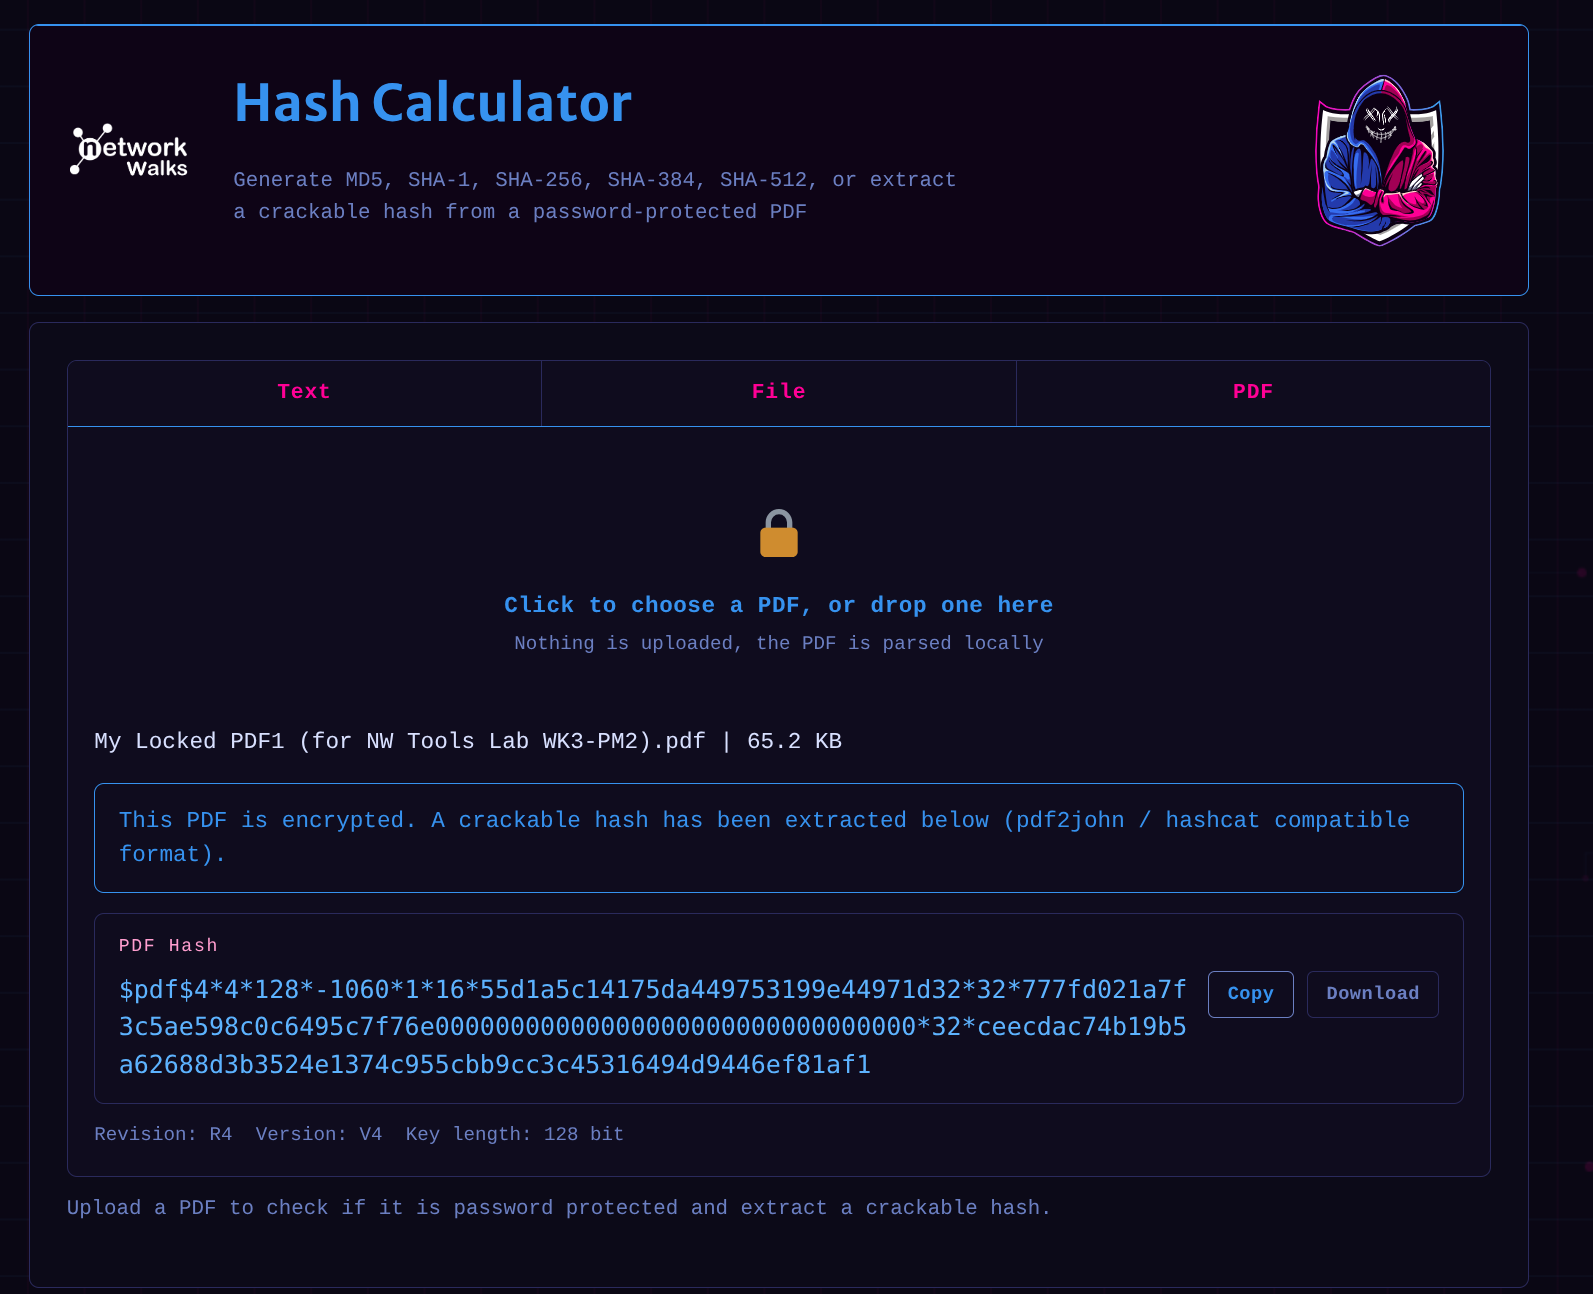 network
Walks
Hash Calculator
Generate MD5, SHA-1, SHA-256, SHA-384, SHA-512, or extract
a crackable hash from a password-protected PDF
Text
File
PDF
Click to choose a PDF, or drop one here
Nothing is uploaded, the PDF is parsed locally
My Locked PDF1 (for NW Tools Lab WK3-PM2).pdf | 65.2 KB
This PDF is encrypted. A crackable hash has been extracted below (pdf2john / hashcat compatible
format).
PDF Hash
$pdf$4*4*128*-1060*1*16*55d1a5c14175da449753199e44971d32*32*777fd021a7f
3c5ae598c0c6495c7f76e00000000000000000000000000000000*32*ceecdac74b19b5
a62688d3b3524e1374c955cbb9cc3c45316494d9446ef81af1
Copy
Download
Revision: R4 Version: V4 Key length: 128 bit
Upload a PDF to check if it is password protected and extract a crackable hash.